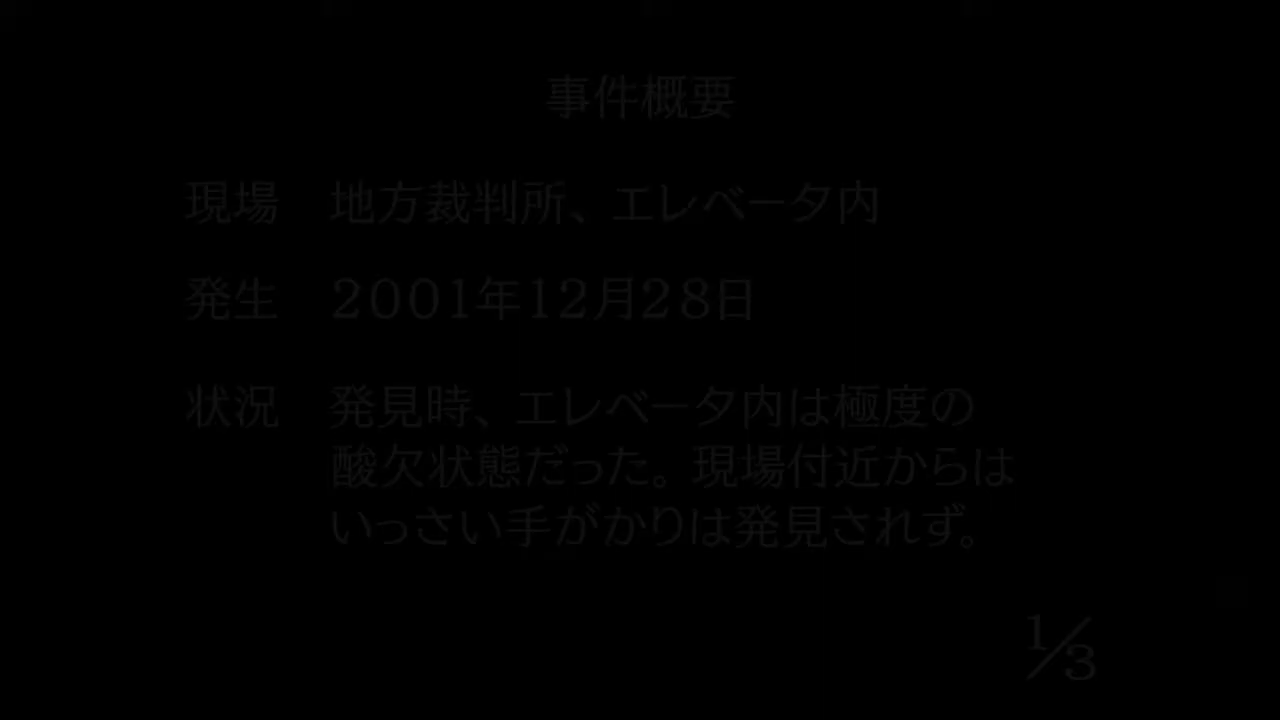 事件概要
現場 地方裁判所、エレベータ内
発生 2001年12月28日
状況 発見時、エレベータ内は極度の
酸欠状態だった。現場付近からは
いっさい手がかりは発見されず。
1/3